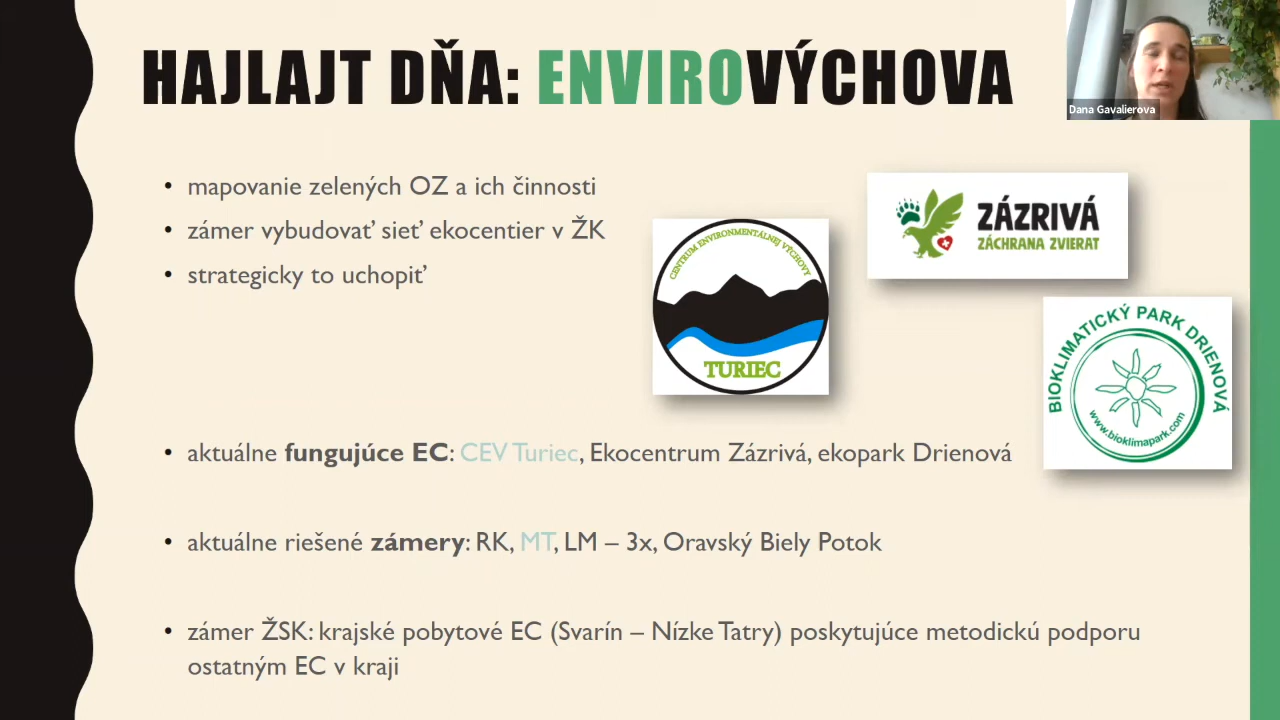 HAJLAJT DŇA: ENVIROVÝCHOVA
Dana Gavalierova
• mapovanie zelených OZ a ich činnosti
• zámer vybudovať sieť ekocentier v ŽK
• strategicky to uchopiť
CENTRUM ENVIRONMENTÁLNEJ VÝCHOVY
TURIEC
ZÁZRIVÁ
ZÁCHRANA ZVIERAT
BIOKLIMATICKÝ PARK DRIENOVÁ
www.bioklimapark.com
• aktuálne fungujúce EC: CEV Turiec, Ekocentrum Zázrivá, ekopark Drienová
• aktuálne riešené zámery: RK, MT, LM – 3x, Oravský Biely Potok
• zámer ŽSK: krajské pobytové EC (Svarín – Nízke Tatry) poskytujúce metodickú podporu
ostatným EC v kraji